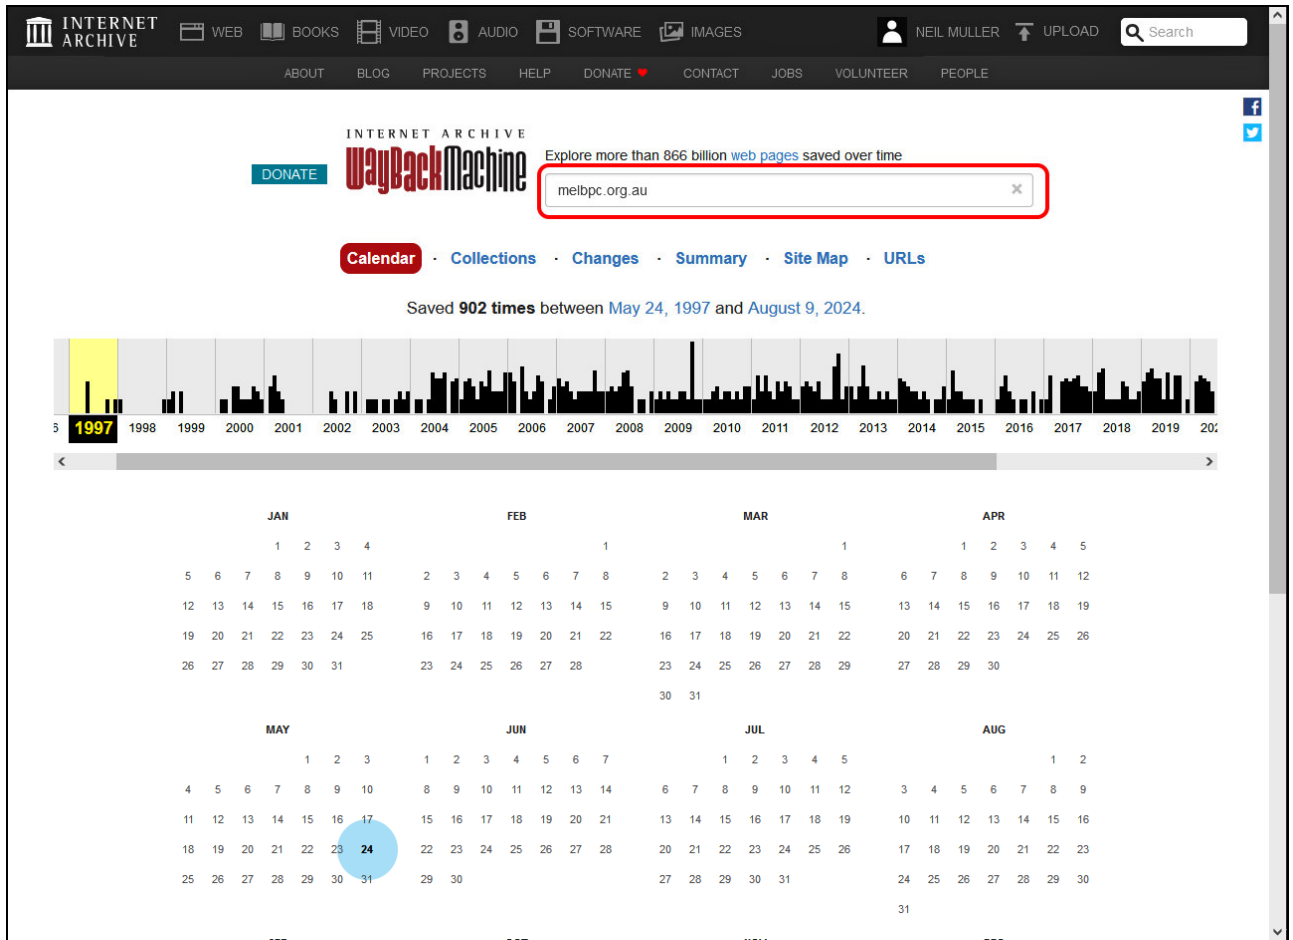 INTERNET ARCHIVE WEB BOOKS VIDEO AUDIO SOFTWARE IMAGES NEIL MULLER UPLOAD Search
ABOUT BLOG PROJECTS HELP DONATE CONTACT JOBS VOLUNTEER PEOPLE
INTERNET ARCHIVE
WayBackMachine
DONATE
Explore more than 866 billion web pages saved over time
melbpc.org.au
Calendar · Collections · Changes · Summary · Site Map · URLs
Saved 902 times between May 24, 1997 and August 9, 2024.
6 1997 1998 1999 2000 2001 2002 2003 2004 2005 2006 2007 2008 2009 2010 2011 2012 2013 2014 2015 2016 2017 2018 2019
JAN FEB MAR APR
1 2 3 4 1 1 1 2 3 4 5
5 6 7 8 9 10 11 2 3 4 5 6 7 8 2 3 4 5 6 7 8 6 7 8 9 10 11 12
12 13 14 15 16 17 18 9 10 11 12 13 14 15 9 10 11 12 13 14 15 13 14 15 16 17 18 19
19 20 21 22 23 24 25 16 17 18 19 20 21 22 16 17 18 19 20 21 22 20 21 22 23 24 25 26
26 27 28 29 30 31 23 24 25 26 27 28 23 24 25 26 27 28 29 27 28 29 30
30 31
MAY JUN JUL AUG
1 2 3 1 2 3 4 5 6 7 1 2 3 4 5 1 2
4 5 6 7 8 9 10 8 9 10 11 12 13 14 6 7 8 9 10 11 12 3 4 5 6 7 8 9
11 12 13 14 15 16 17 15 16 17 18 19 20 21 13 14 15 16 17 18 19 10 11 12 13 14 15 16
18 19 20 21 22 23 24 22 23 24 25 26 27 28 20 21 22 23 24 25 26 17 18 19 20 21 22 23
25 26 27 28 29 30 31 29 30 27 28 29 30 31 24 25 26 27 28 29 30
31